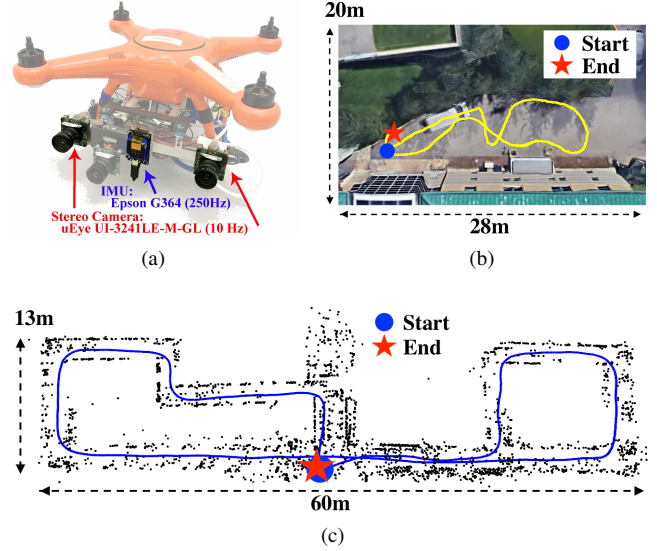 IMU:
Epson G364 (250Hz)
Stereo Camera:
uEye UI-3241LE-M-GL (10 Hz)
(a)
20m
Start
End
28m
(b)
13m
Start
End
60m
(c)